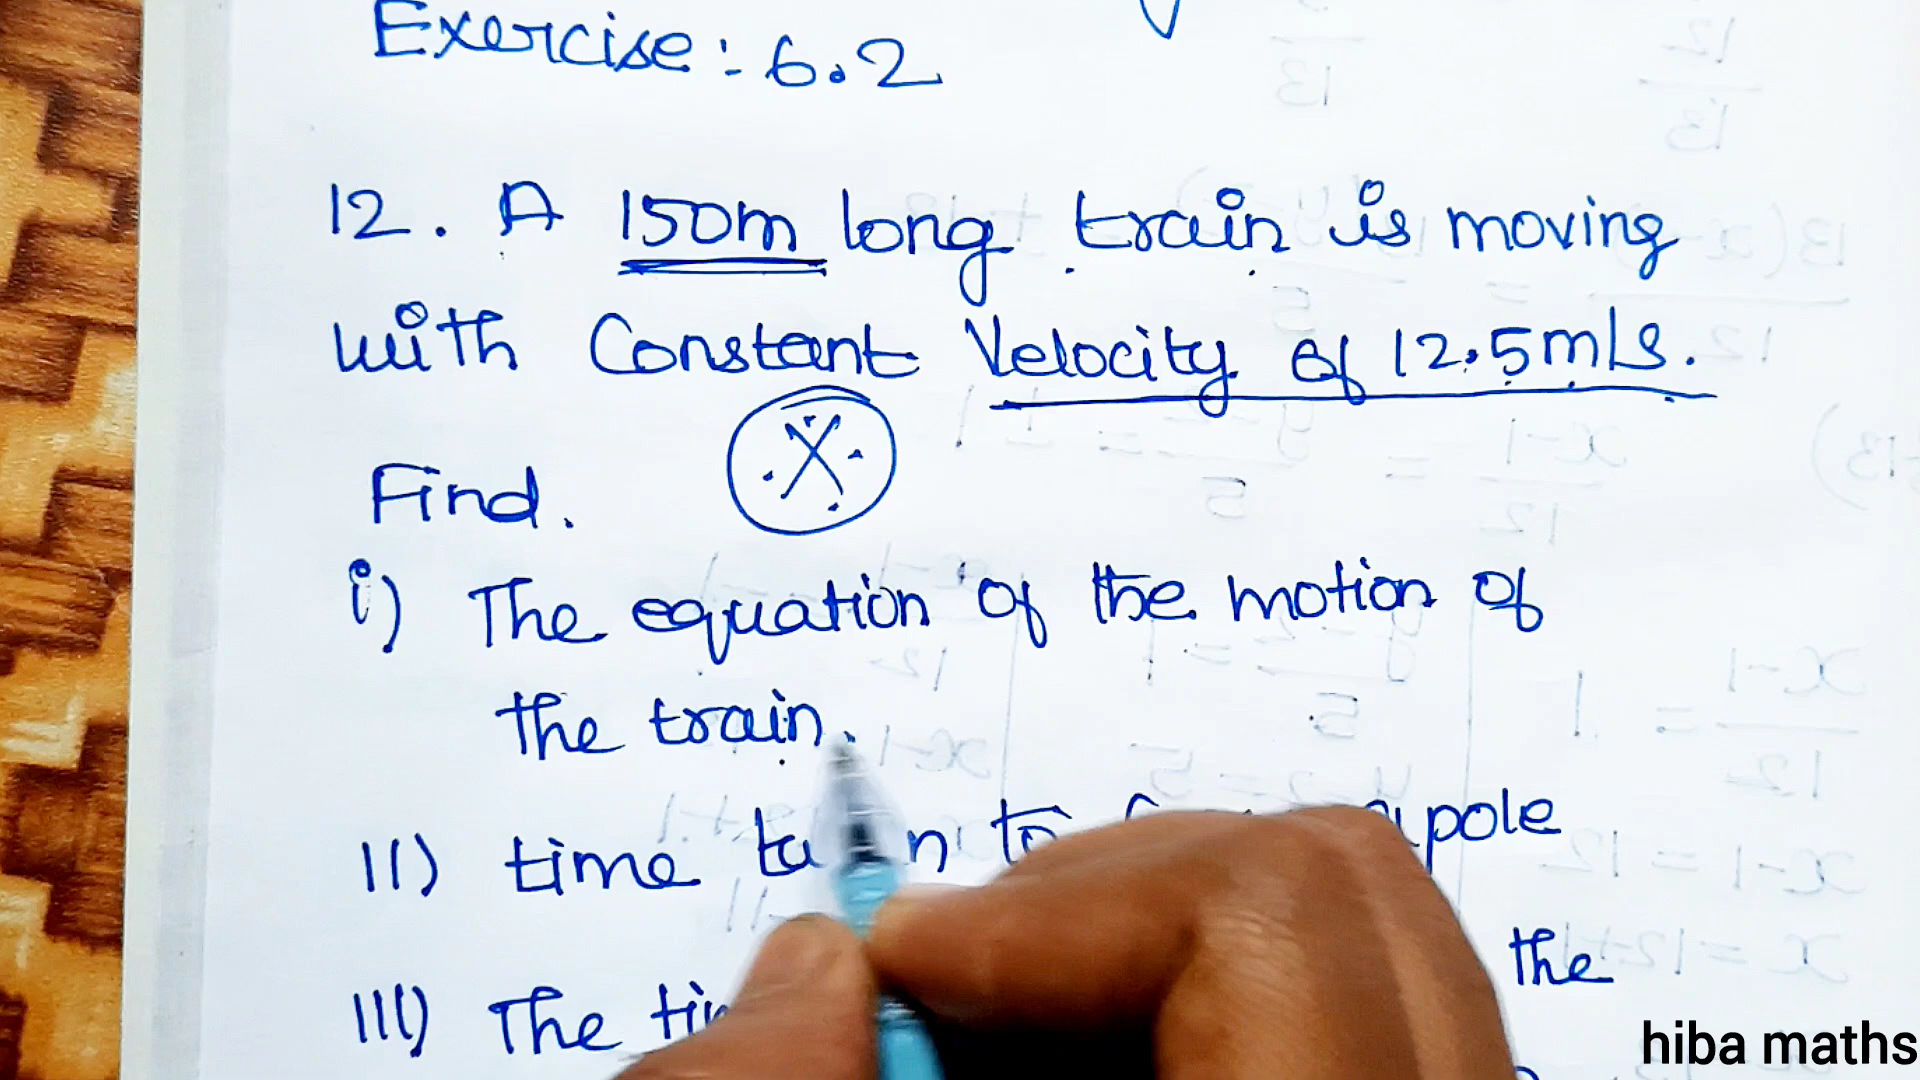 Exercise:- 6.2
12. A 150m long train is moving
with Constant Velocity of 12.5m/s.
Find.
i) The equation of the motion of
the train.
II) time to pole
III) The the
hiba maths